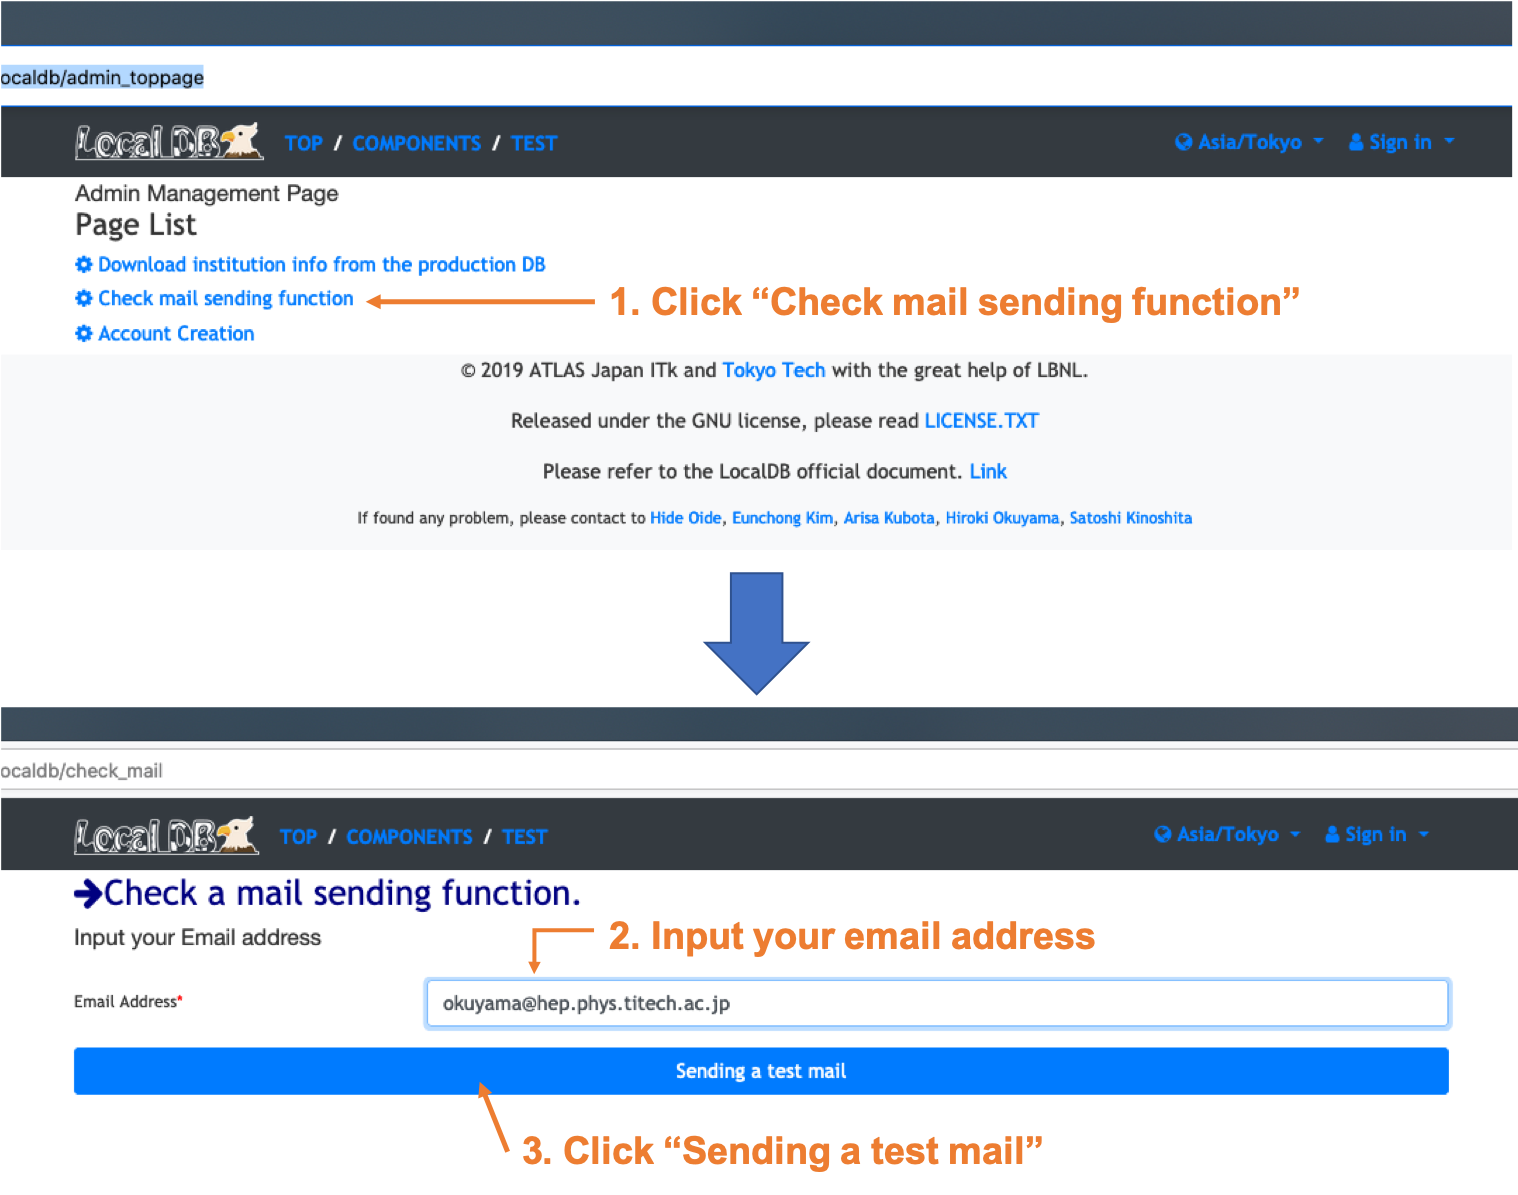 ocaldb/admin_toppage
Local DB TOP / COMPONENTS / TEST Asia/Tokyo Sign in
Admin Management Page
Page List
Download institution info from the production DB
Check mail sending function
1. Click “Check mail sending function”
Account Creation
© 2019 ATLAS Japan ITk and Tokyo Tech with the great help of LBNL.
Released under the GNU license, please read LICENSE.TXT
Please refer to the LocalDB official document. Link
If found any problem, please contact to Hide Oide, Eunchong Kim, Arisa Kubota, Hiroki Okuyama, Satoshi Kinoshita
ocaldb/check_mail
Local DB TOP / COMPONENTS / TEST Asia/Tokyo Sign in
Check a mail sending function.
Input your Email address
2. Input your email address
Email Address*
okuyama@hep.phys.titech.ac.jp
Sending a test mail
3. Click “Sending a test mail”